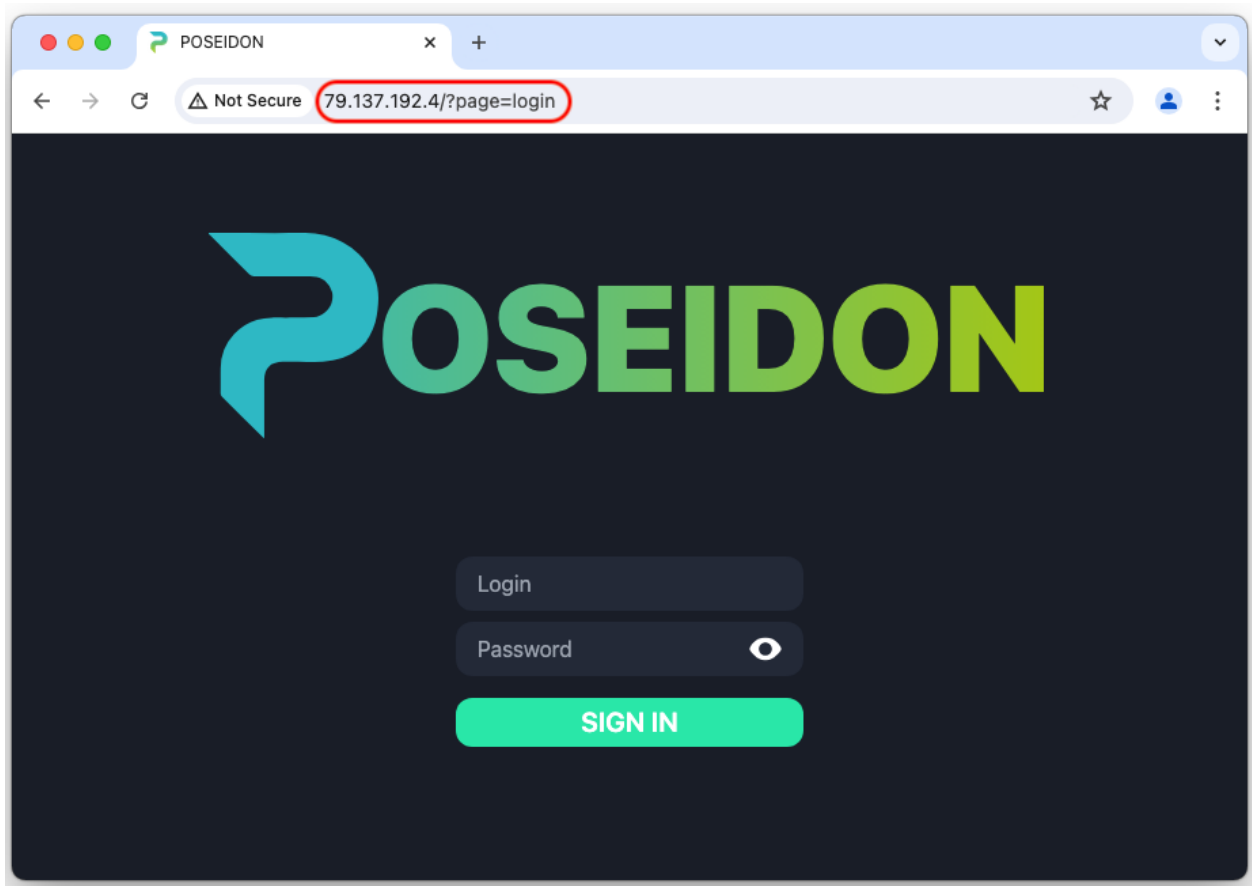 POSEIDON
Not Secure 79.137.192.4/?page=login
POSEIDON
Login
Password
SIGN IN